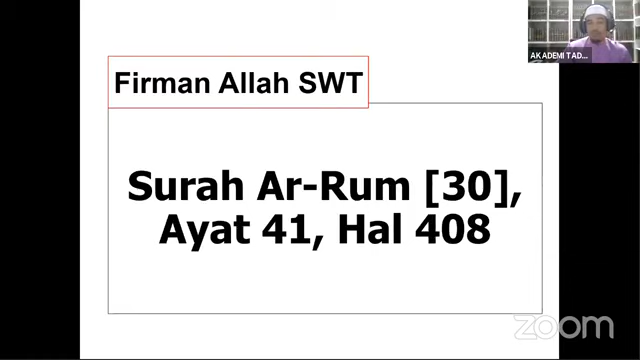 AKADEMI TAD...
Firman Allah SWT
Surah Ar-Rum [30],
Ayat 41, Hal 408
zoom